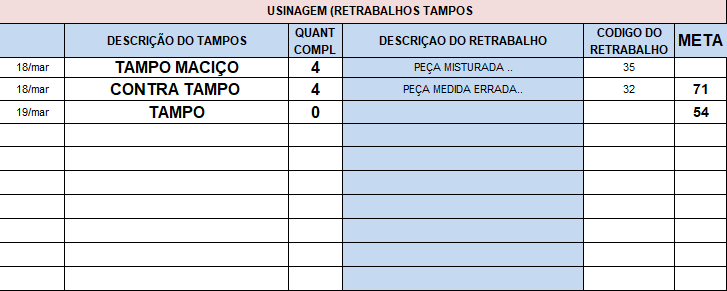 USINAGEM (RETRABALHOS TAMPOS
DESCRIÇÃO DO TAMPOS QUANT COMPL DESCRIÇAO DO RETRABALHO CODIGO DO RETRABALHO META
18/mar TAMPO MACIÇO 4 PEÇA MISTURADA .. 35
18/mar CONTRA TAMPO 4 PEÇA MEDIDA ERRADA.. 32 71
19/mar TAMPO 0 54